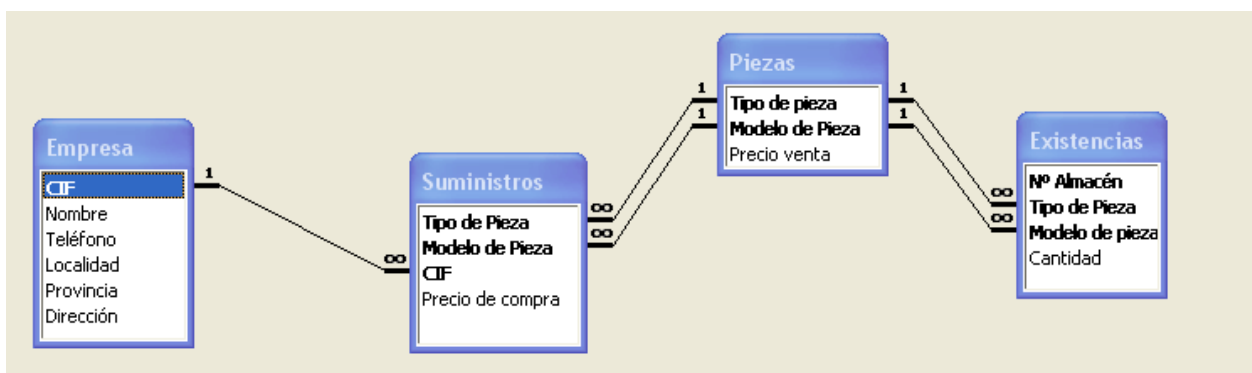 Empresa
CIF
Nombre
Teléfono
Localidad
Provincia
Dirección
1
∞
Suministros
Tipo de Pieza
Modelo de Pieza
CIF
Precio de compra
∞
∞
1
1
Piezas
Tipo de pieza
Modelo de Pieza
Precio venta
1
1
∞
∞
Existencias
Nº Almacén
Tipo de Pieza
Modelo de pieza
Cantidad